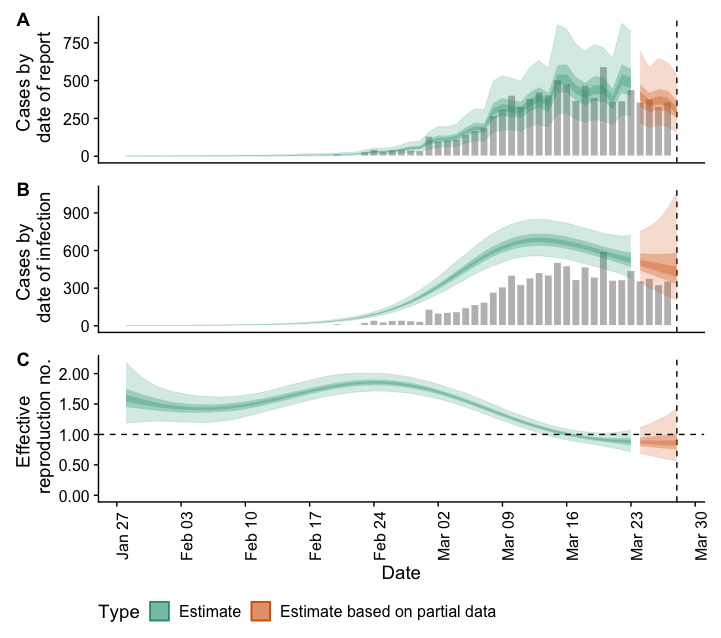 A
Cases by
date of report
750
500
250
0
B
Cases by
date of infection
900
600
300
0
C
Effective
reproduction no.
2.00
1.50
1.00
0.50
0.00
Jan 27
Feb 03
Feb 10
Feb 17
Feb 24
Mar 02
Mar 09
Mar 16
Mar 23
Mar 30
Date
Type Estimate Estimate based on partial data